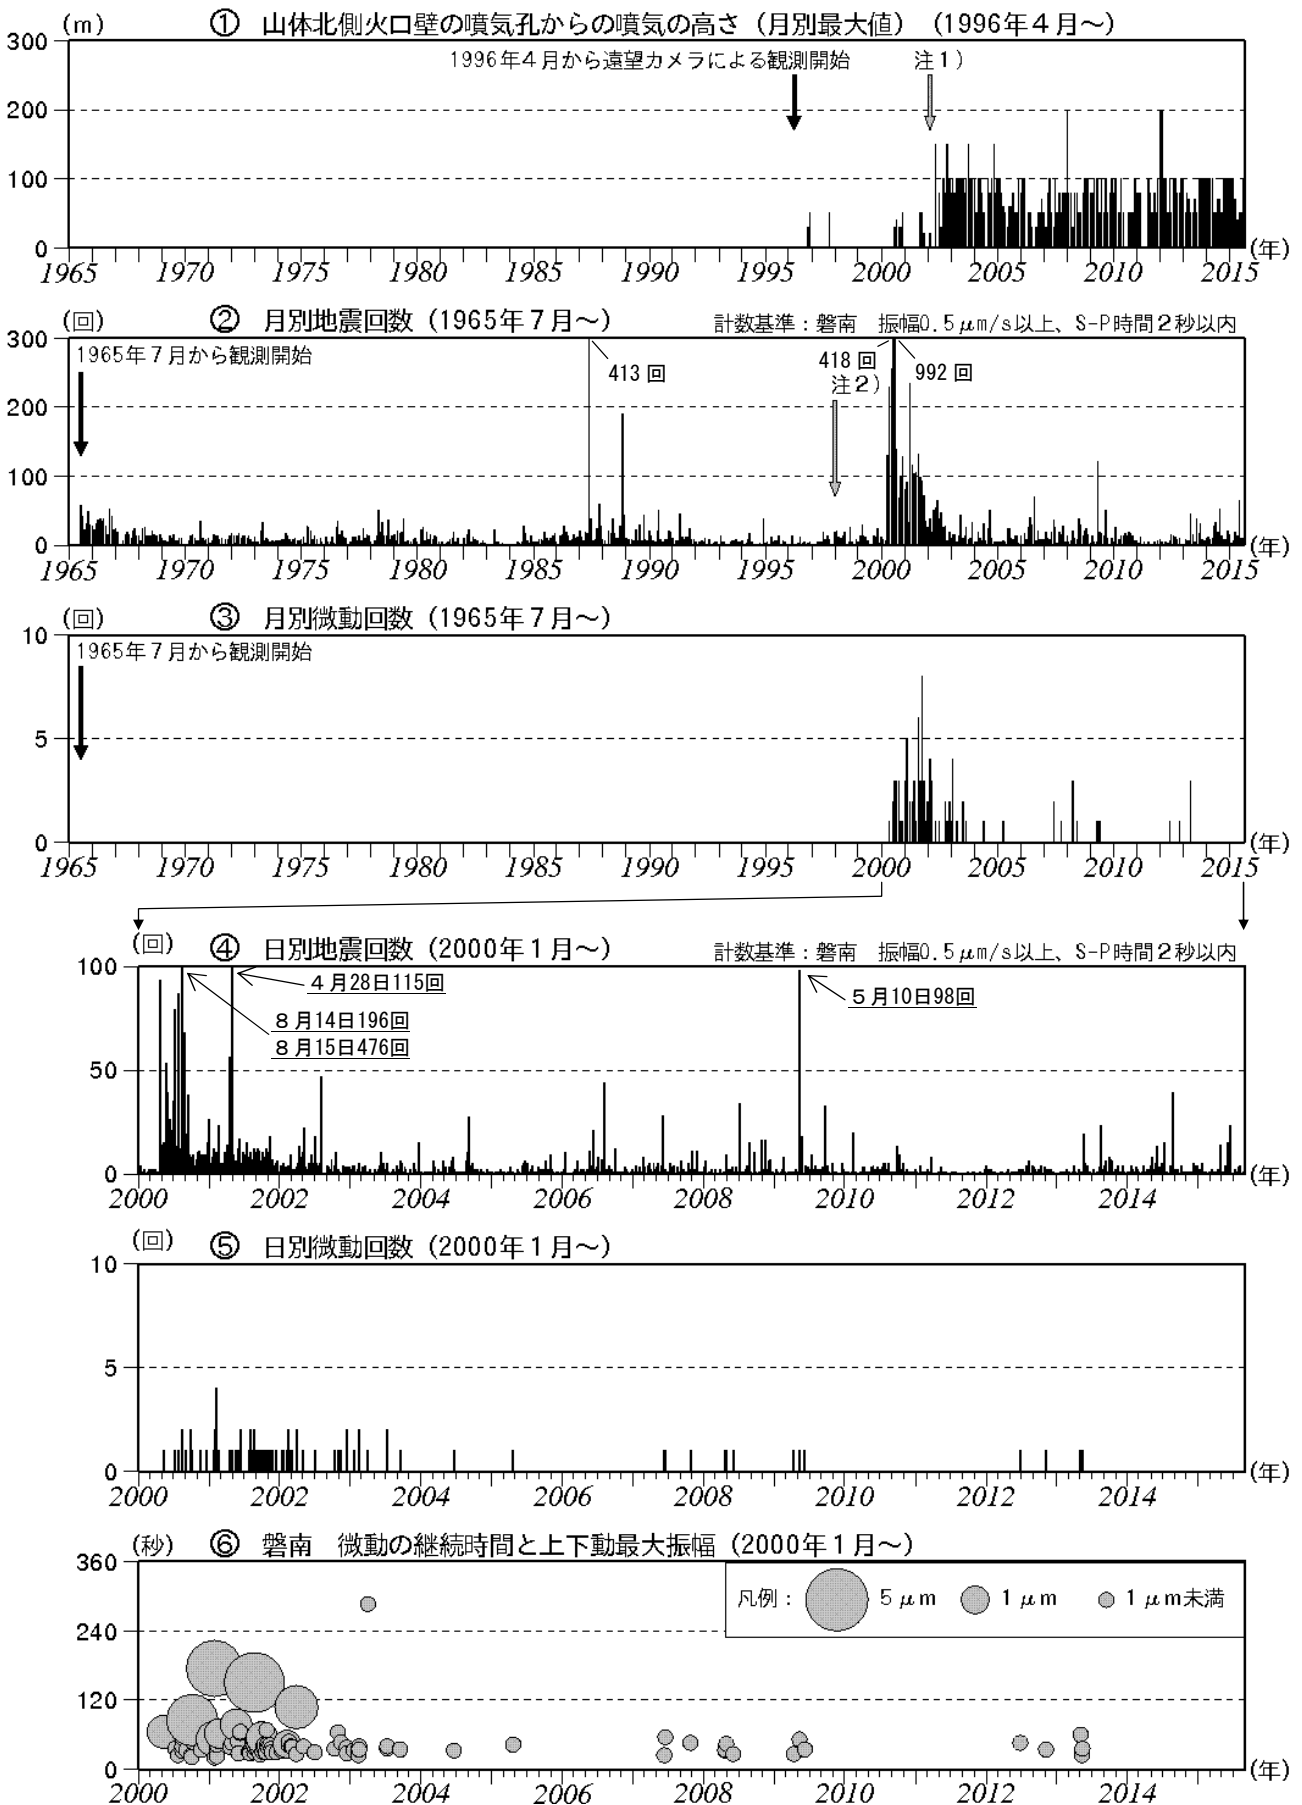 (m) ① 山体北側火口壁の噴気孔からの噴気の高さ（月別最大値）（1996年４月～）
300
1996年４月から遠望カメラによる観測開始 注１）
200
100
0
1965 1970 1975 1980 1985 1990 1995 2000 2005 2010 2015 (年)
(回) ② 月別地震回数（1965年７月～） 計数基準：磐南 振幅0.5μm/s以上、S-P時間２秒以内
300
1965年７月から観測開始 413 回 418 回 992 回
注２）
200
100
0
1965 1970 1975 1980 1985 1990 1995 2000 2005 2010 2015 (年)
(回) ③ 月別微動回数（1965年７月～）
10
1965年７月から観測開始
5
0
1965 1970 1975 1980 1985 1990 1995 2000 2005 2010 2015 (年)
(回) ④ 日別地震回数（2000年１月～） 計数基準：磐南 振幅0.5μm/s以上、S-P時間２秒以内
100
４月28日115回
５月10日98回
８月14日196回
８月15日476回
50
0
2000 2002 2004 2006 2008 2010 2012 2014 (年)
(回) ⑤ 日別微動回数（2000年１月～）
10
5
0
2000 2002 2004 2006 2008 2010 2012 2014 (年)
(秒) ⑥ 磐南 微動の継続時間と上下動最大振幅（2000年１月～）
360
凡例： ５μm １μm １μm未満
240
120
0
2000 2002 2004 2006 2008 2010 2012 2014 (年)